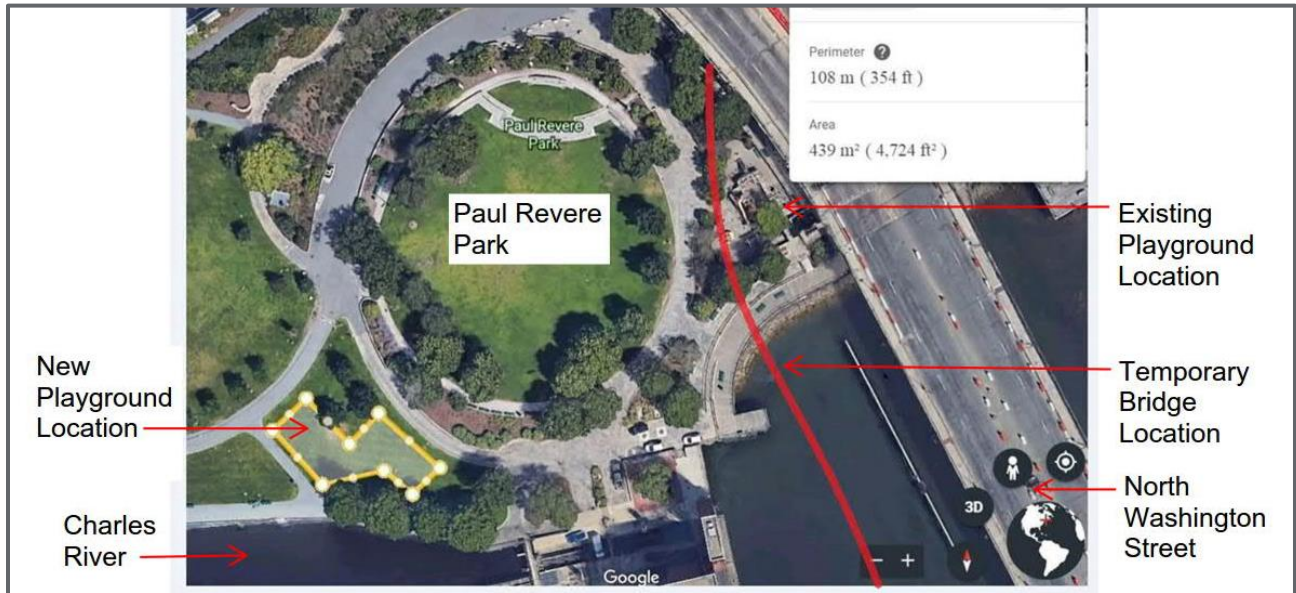 Perimeter ?
108 m ( 354 ft )
Area
439 m² ( 4,724 ft² )
Paul Revere
Park
Paul Revere
Park
Existing
Playground
Location
New
Playground
Location
Temporary
Bridge
Location
North
Washington
Street
Charles
River
3D
− +
Google